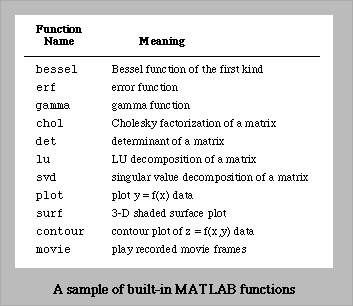 Function
Name Meaning
bessel Bessel function of the first kind
erf error function
gamma gamma function
chol Cholesky factorization of a matrix
det determinant of a matrix
lu LU decomposition of a matrix
svd singular value decomposition of a matrix
plot plot y = f(x) data
surf 3-D shaded surface plot
contour contour plot of z = f(x,y) data
movie play recorded movie frames
A sample of built-in MATLAB functions